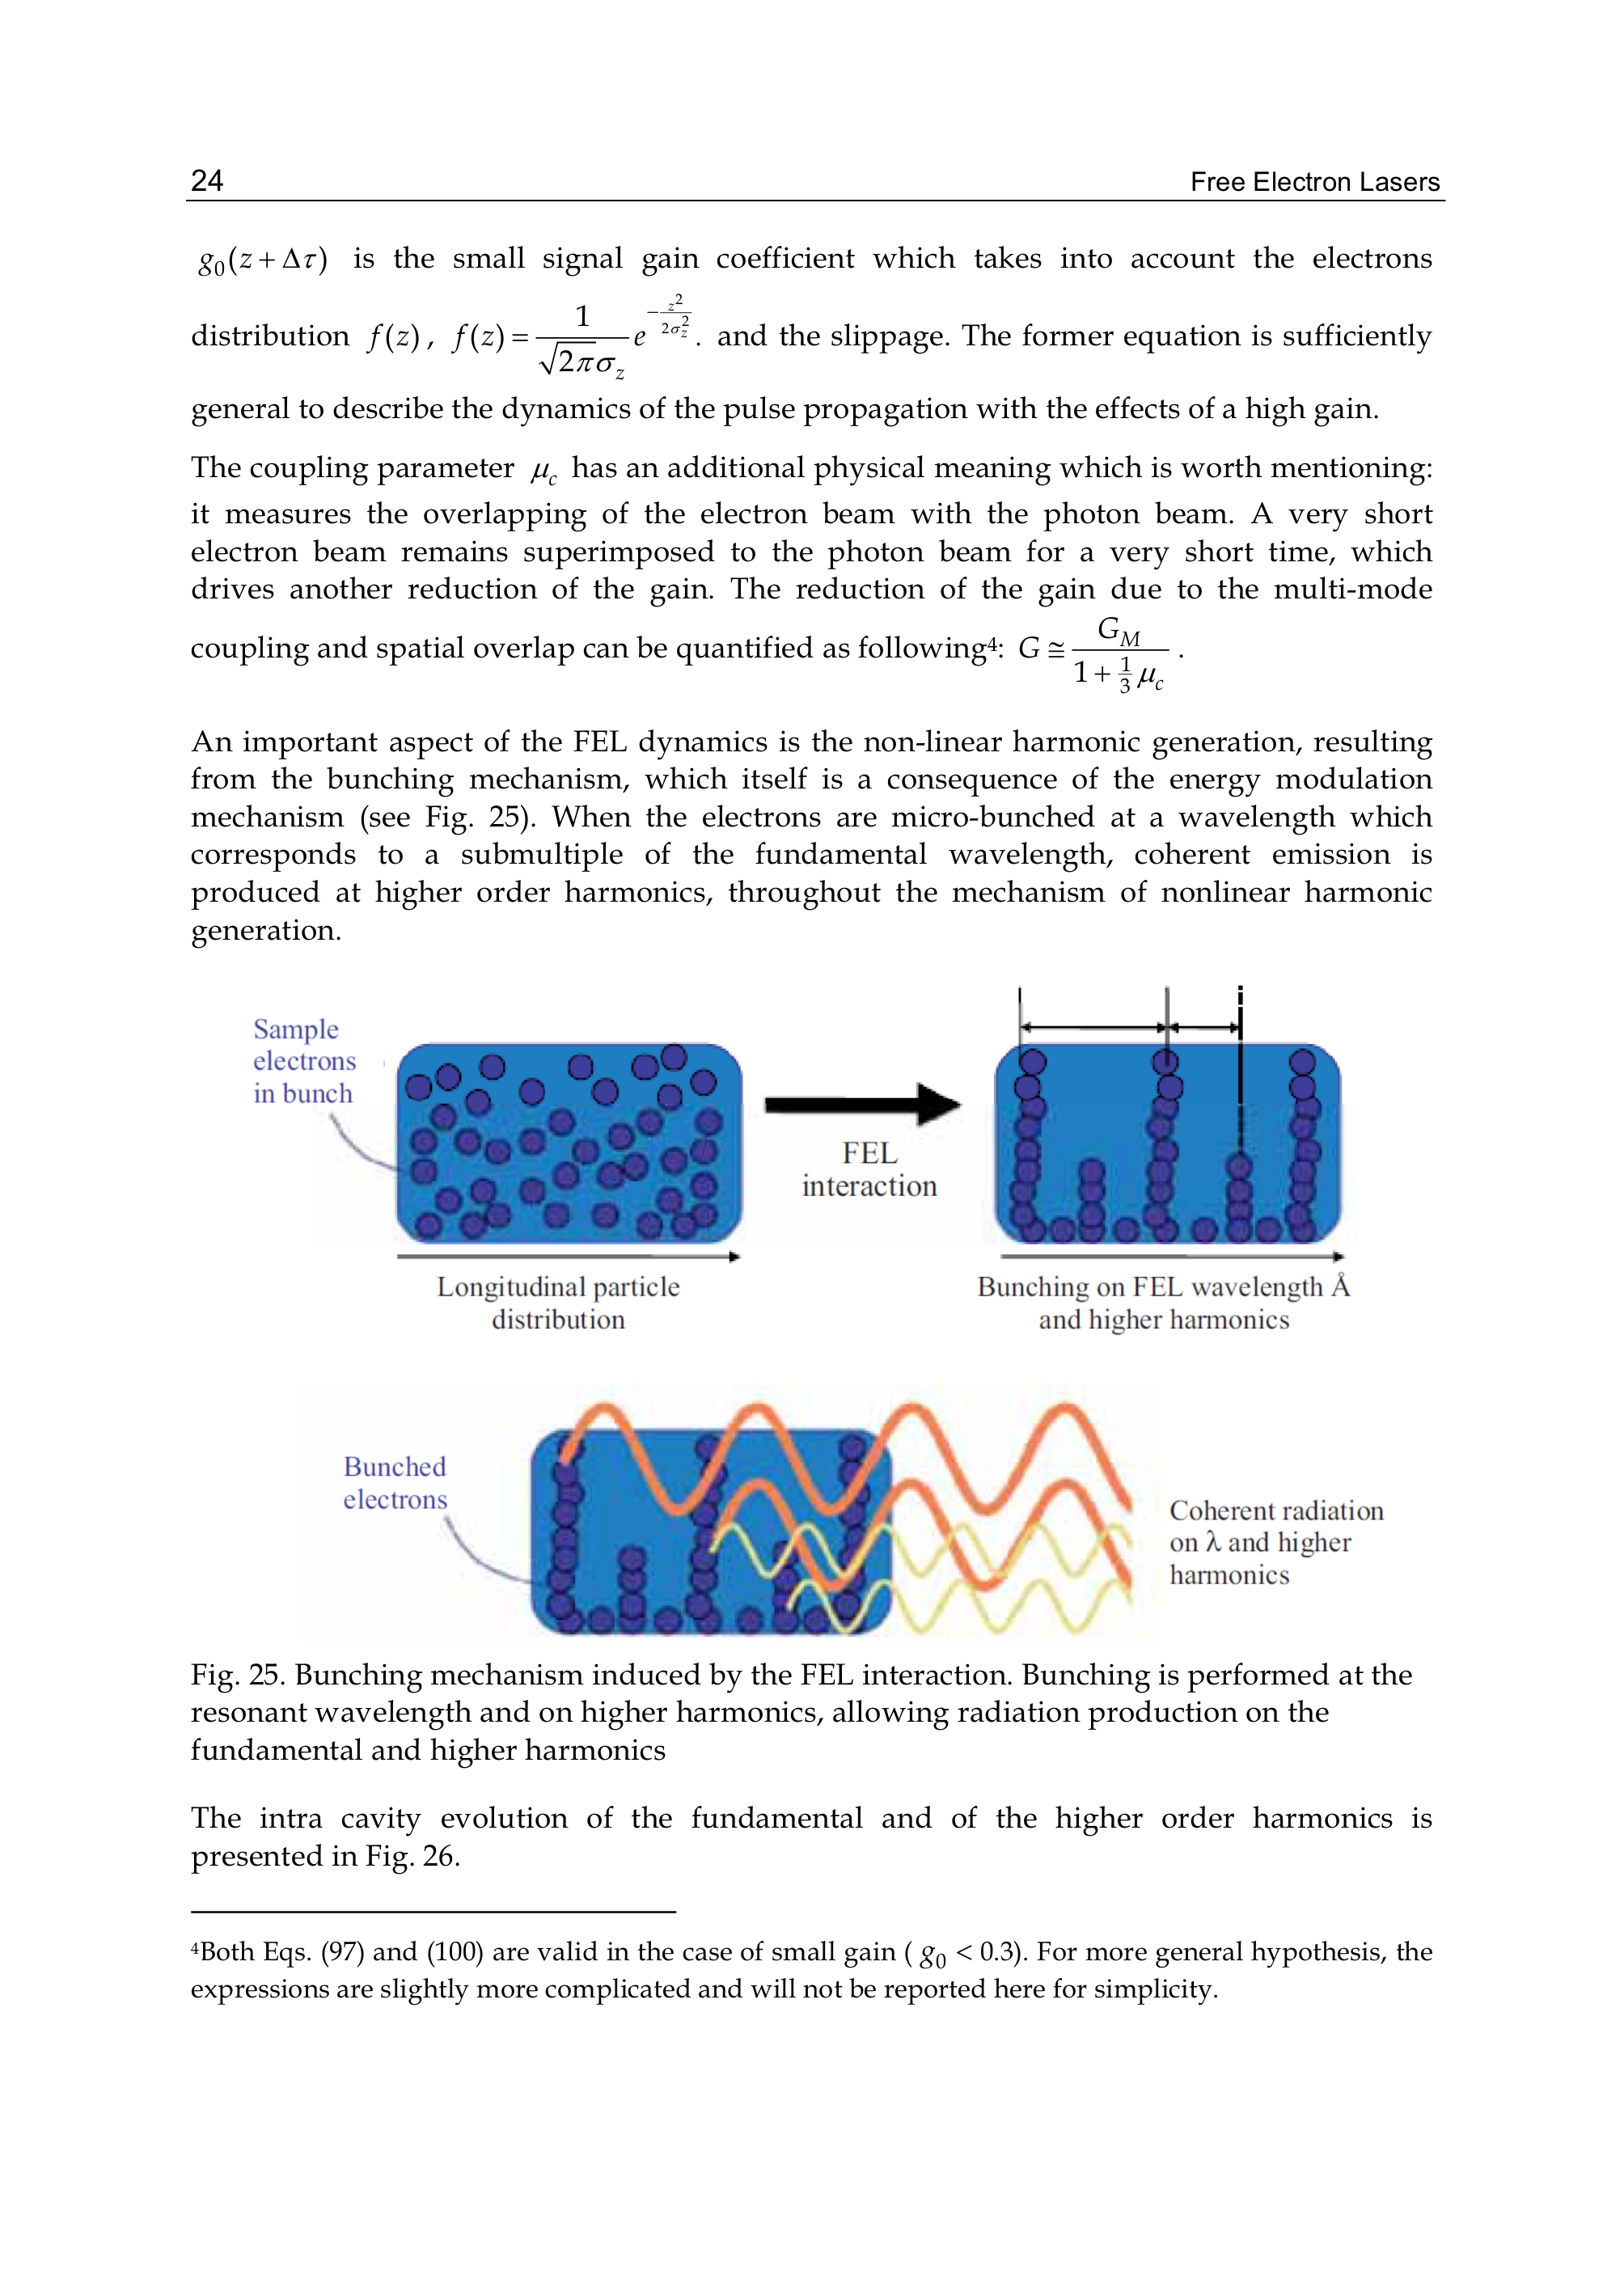 24 Free Electron Lasers
g₀(z + Δτ) is the small signal gain coefficient which takes into account the electrons
distribution f(z), f(z) = \frac{1}{\sqrt{2π}σ_z} e^{-\frac{z²}{2σ_z²}}. and the slippage. The former equation is sufficiently
general to describe the dynamics of the pulse propagation with the effects of a high gain.
The coupling parameter μ_c has an additional physical meaning which is worth mentioning:
it measures the overlapping of the electron beam with the photon beam. A very short
electron beam remains superimposed to the photon beam for a very short time, which
drives another reduction of the gain. The reduction of the gain due to the multi-mode
coupling and spatial overlap can be quantified as following⁴: G ≅ \frac{G_M}{1 + \frac{1}{3} μ_c}.
An important aspect of the FEL dynamics is the non-linear harmonic generation, resulting
from the bunching mechanism, which itself is a consequence of the energy modulation
mechanism (see Fig. 25). When the electrons are micro-bunched at a wavelength which
corresponds to a submultiple of the fundamental wavelength, coherent emission is
produced at higher order harmonics, throughout the mechanism of nonlinear harmonic
generation.
Sample
electrons
in bunch
FEL
interaction
Longitudinal particle
distribution
Bunching on FEL wavelength Å
and higher harmonics
Bunched
electrons
Coherent radiation
on λ and higher
harmonics
Fig. 25. Bunching mechanism induced by the FEL interaction. Bunching is performed at the
resonant wavelength and on higher harmonics, allowing radiation production on the
fundamental and higher harmonics
The intra cavity evolution of the fundamental and of the higher order harmonics is
presented in Fig. 26.
⁴Both Eqs. (97) and (100) are valid in the case of small gain ( g₀ < 0.3). For more general hypothesis, the
expressions are slightly more complicated and will not be reported here for simplicity.